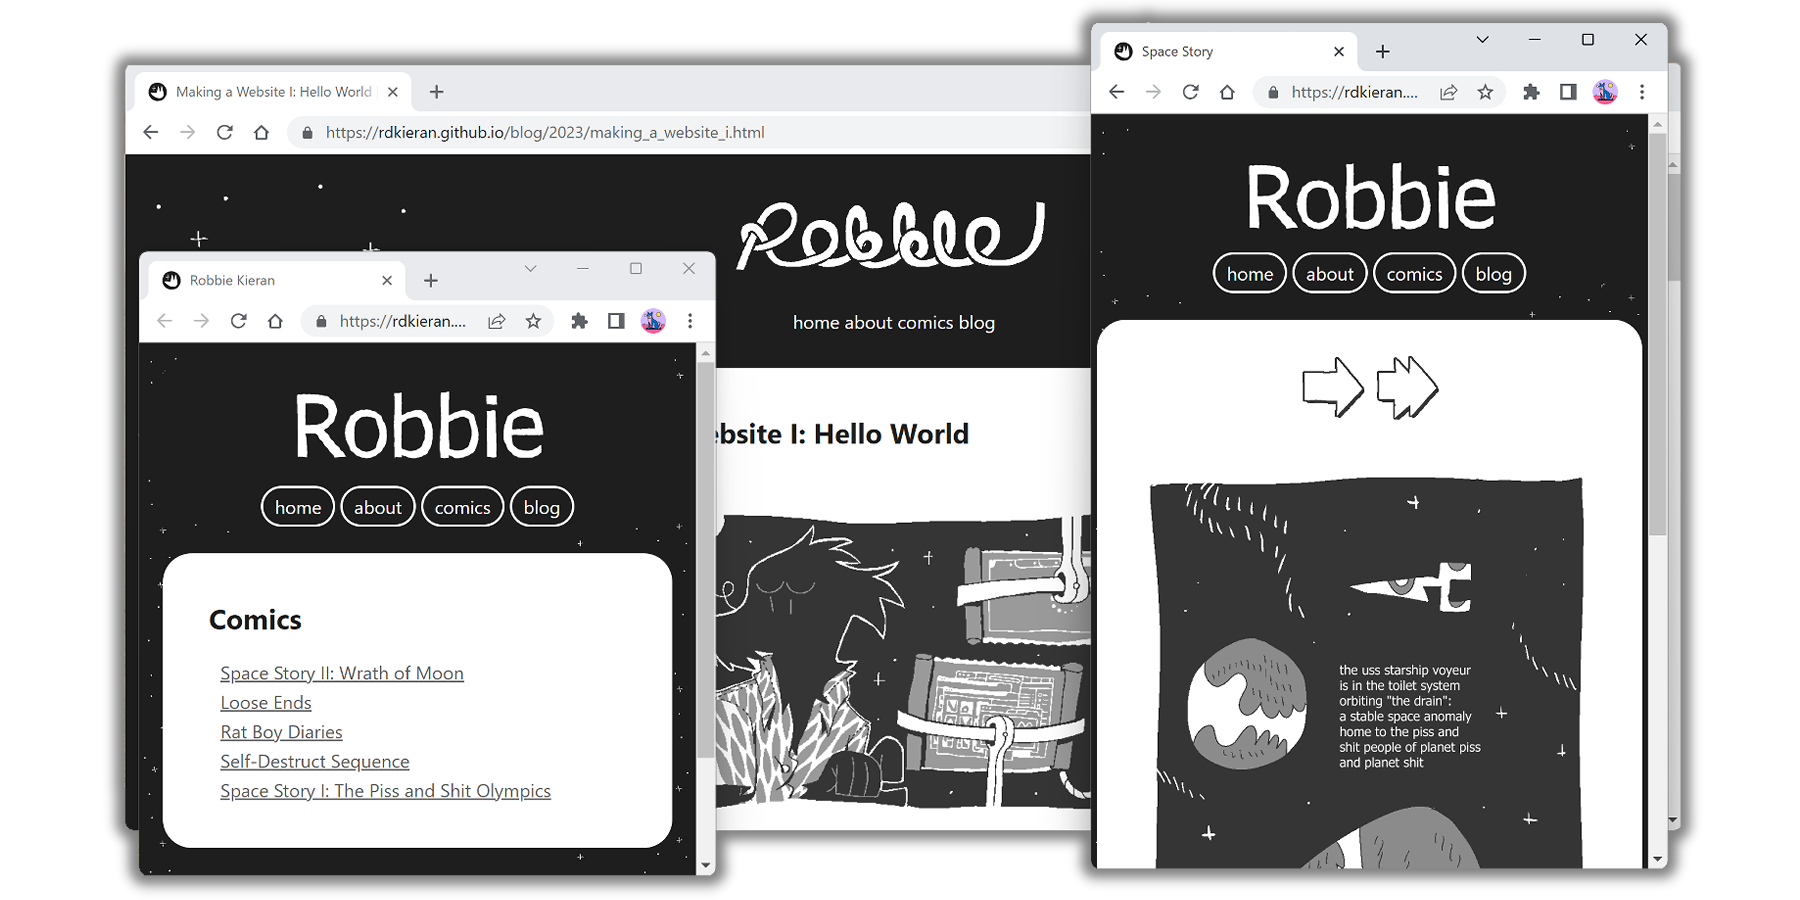 Making a Website I: Hello World
https://rdkieran.github.io/blog/2023/making_a_website_i.html
Robbie
home about comics blog
ebsite I: Hello World
Robbie Kieran
https://rdkieran....
Robbie
home
about
comics
blog
Comics
Space Story II: Wrath of Moon
Loose Ends
Rat Boy Diaries
Self-Destruct Sequence
Space Story I: The Piss and Shit Olympics
Space Story
https://rdkieran....
Robbie
home
about
comics
blog
the uss starship voyeur
is in the toilet system
orbiting "the drain":
a stable space anomaly
home to the piss and
shit people of planet piss
and planet shit